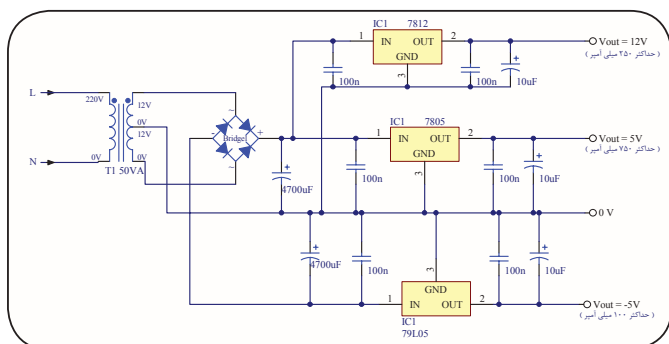 IC1 7812
1 IN OUT 2
GND
3
100n
100n
10uF
+
Vout = 12V
( حداکثر ۲۵۰ میلی آمپر )
L
220V
12V
0V
12V
N
0V
0V
T1 50VA
~
-
Bridge1
+
~
4700uF
+
IC1 7805
1 IN OUT 2
GND
3
100n
100n
10uF
+
Vout = 5V
( حداکثر ۷۵۰ میلی آمپر )
0 V
4700uF
+
100n
3
GND
1 IN OUT 2
IC1
79L05
100n
10uF
+
Vout = -5V
( حداکثر ۱۰۰ میلی آمپر )